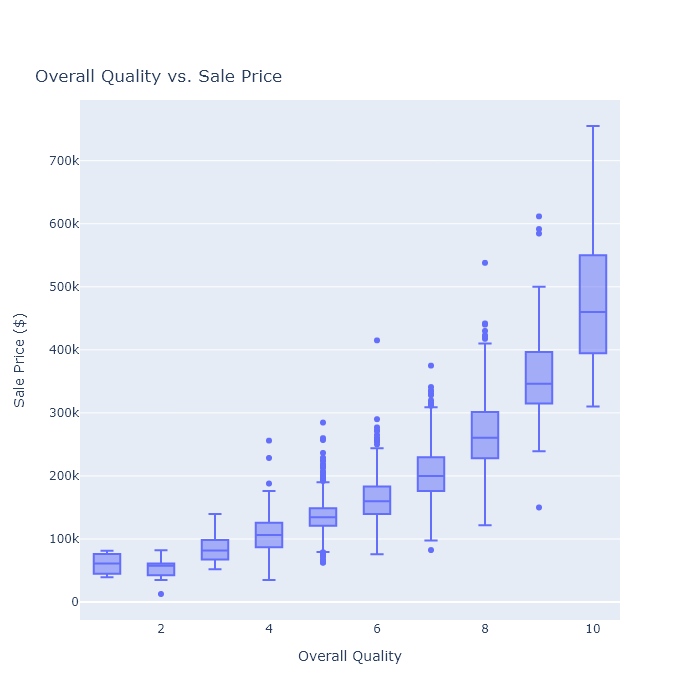 Overall Quality vs. Sale Price
700k
600k
500k
400k
300k
200k
100k
0
Sale Price ($)
2
4
6
8
10
Overall Quality